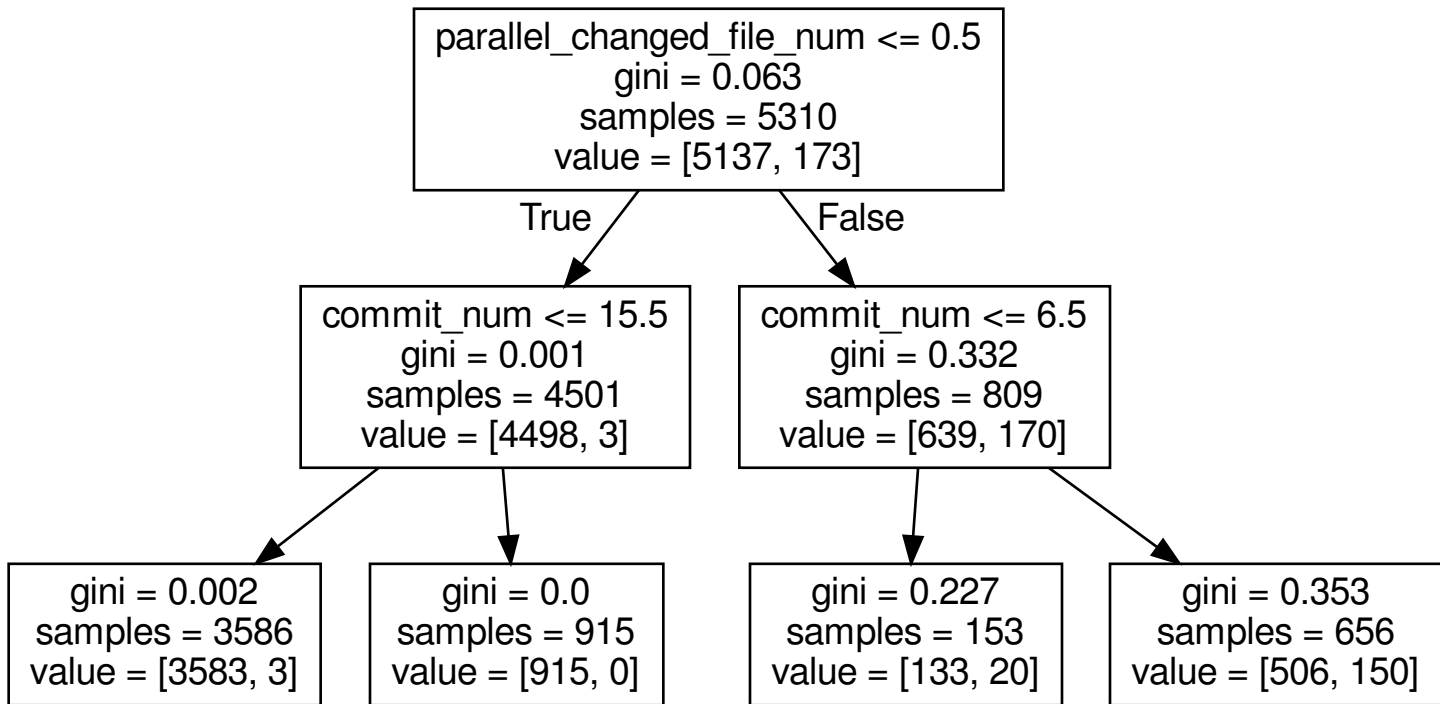 parallel_changed_file_num <= 0.5
gini = 0.063
samples = 5310
value = [5137, 173]
True
False
commit_num <= 15.5
gini = 0.001
samples = 4501
value = [4498, 3]
commit_num <= 6.5
gini = 0.332
samples = 809
value = [639, 170]
gini = 0.002
samples = 3586
value = [3583, 3]
gini = 0.0
samples = 915
value = [915, 0]
gini = 0.227
samples = 153
value = [133, 20]
gini = 0.353
samples = 656
value = [506, 150]